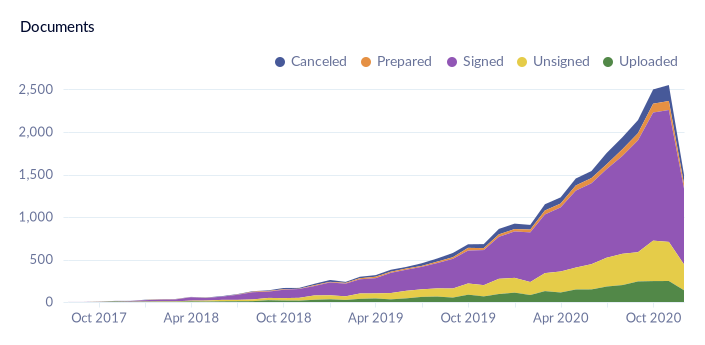 Documents
Canceled Prepared Signed Unsigned Uploaded
2,500
2,000
1,500
1,000
500
0
Oct 2017 Apr 2018 Oct 2018 Apr 2019 Oct 2019 Apr 2020 Oct 2020